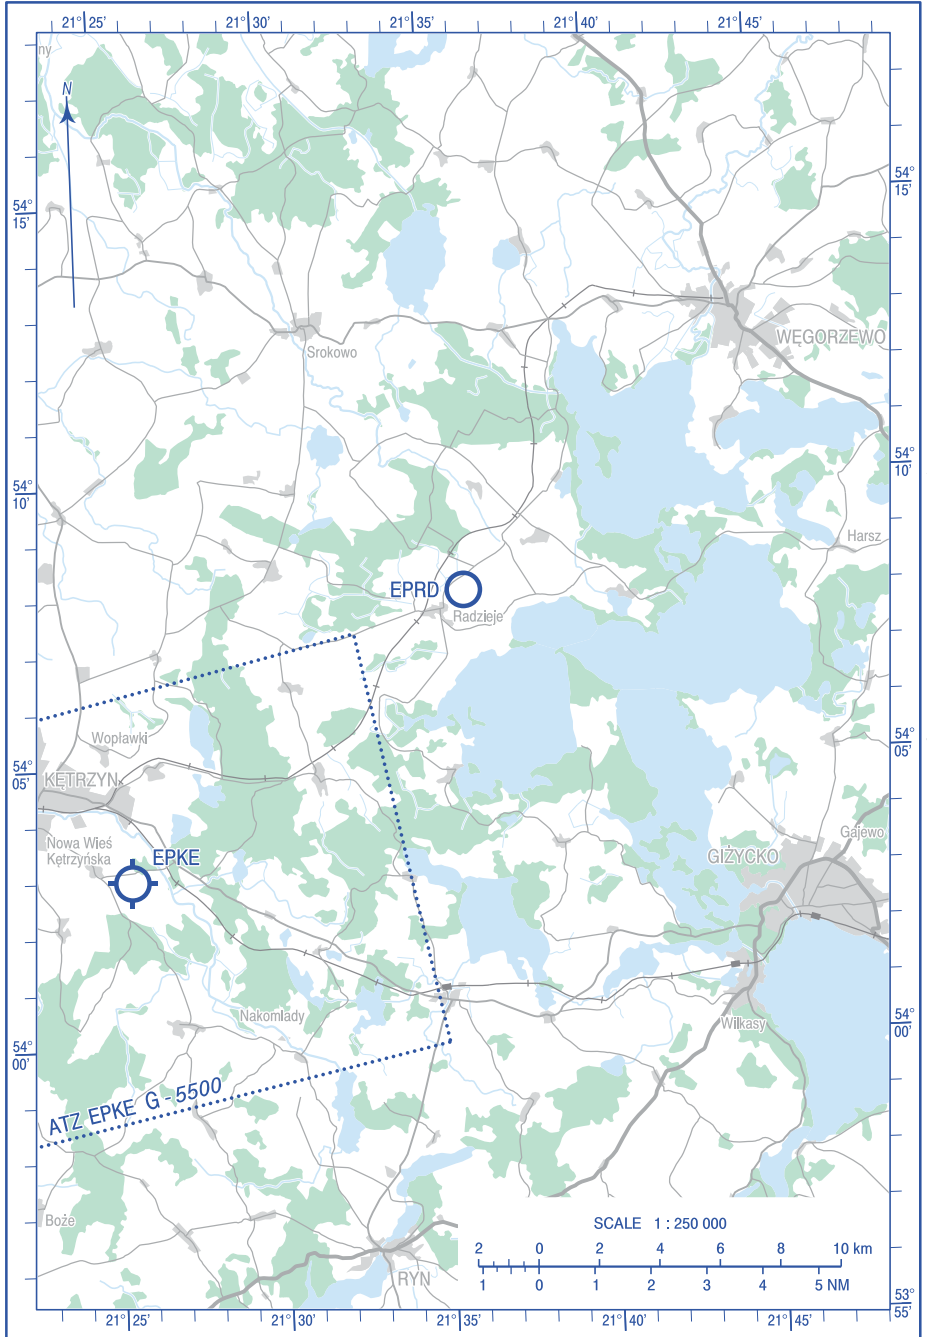 21° 25' 21° 30' 21° 35' 21° 40' 21° 45'
ny
N
54°
15'
54°
15'
WĘGORZEWO
Srokowo
54°
10'
54°
10'
Harsz
EPRD
Radzieje
Wopławki
54°
05'
54°
05'
KĘTRZYN
Nowa Wieś
Kętrzyńska
EPKE
Gajewo
GIŻYCKO
Nakomlady
Wilkasy
54°
00'
54°
00'
ATZ EPKE G - 5500
Boże
RYN
SCALE 1 : 250 000
2 0 2 4 6 8 10 km
1 0 1 2 3 4 5 NM
53°
55'
21° 25' 21° 30' 21° 35' 21° 40' 21° 45'